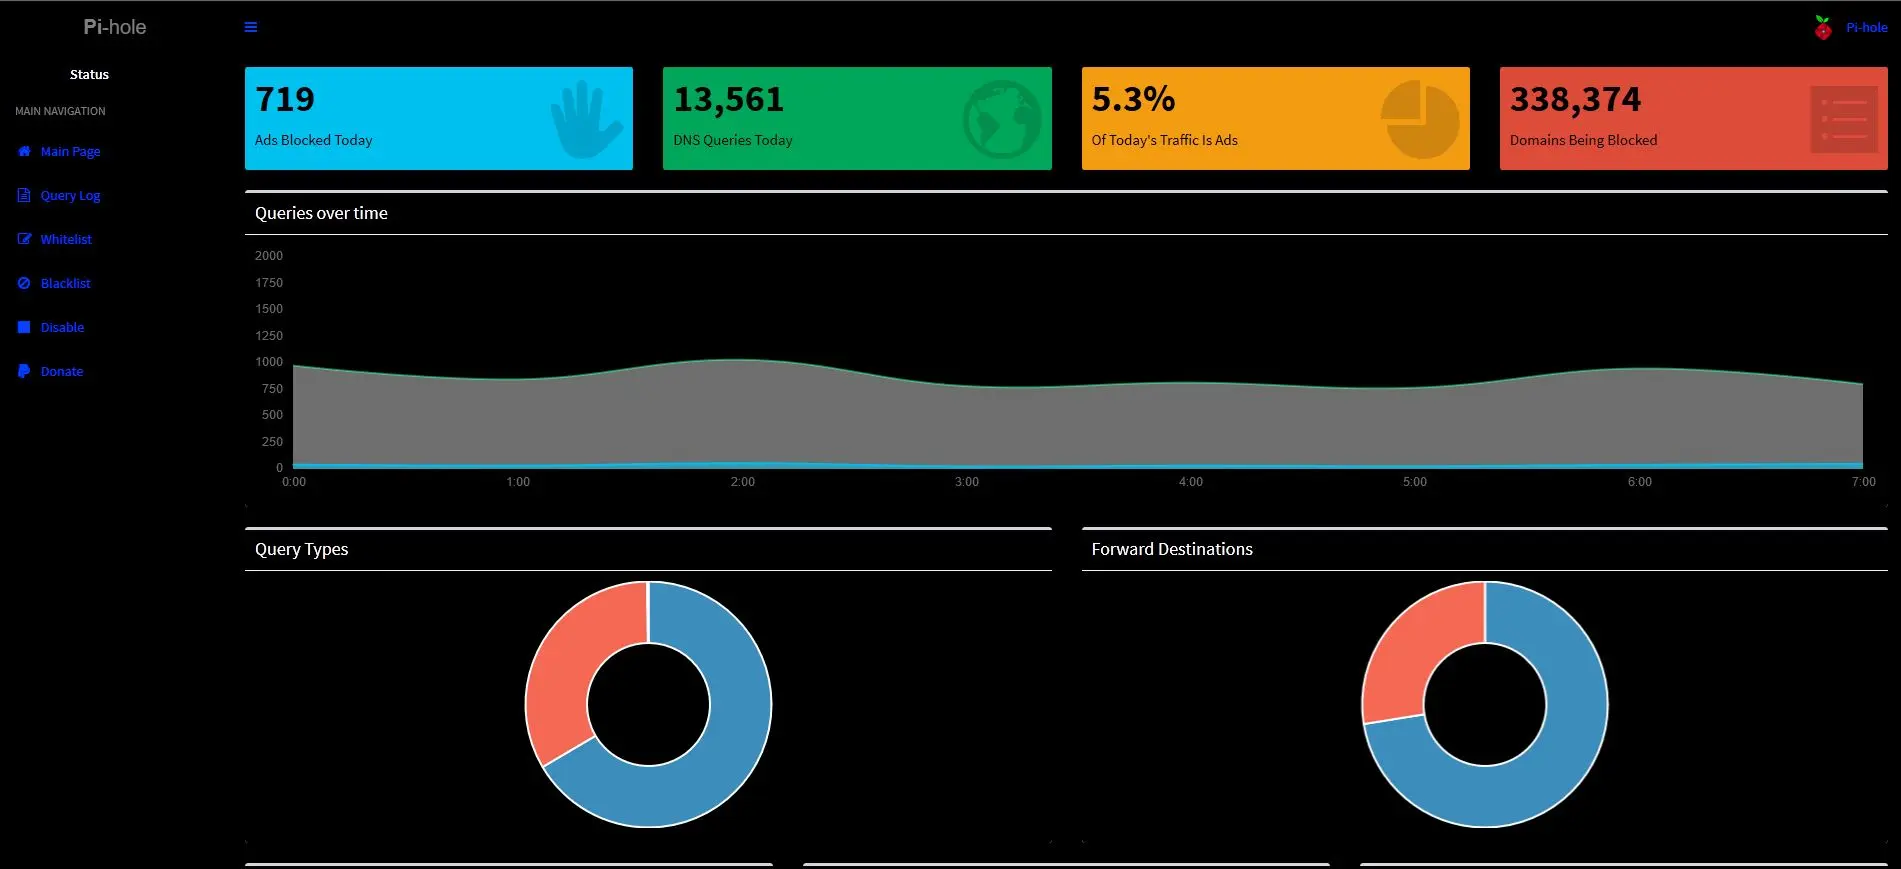 Pi-hole
Pi-hole
Status
MAIN NAVIGATION
Main Page
Query Log
Whitelist
Blacklist
Disable
Donate
719
Ads Blocked Today
13,561
DNS Queries Today
5.3%
Of Today's Traffic Is Ads
338,374
Domains Being Blocked
Queries over time
2000
1750
1500
1250
1000
750
500
250
0
0:00 1:00 2:00 3:00 4:00 5:00 6:00 7:00
Query Types
Forward Destinations